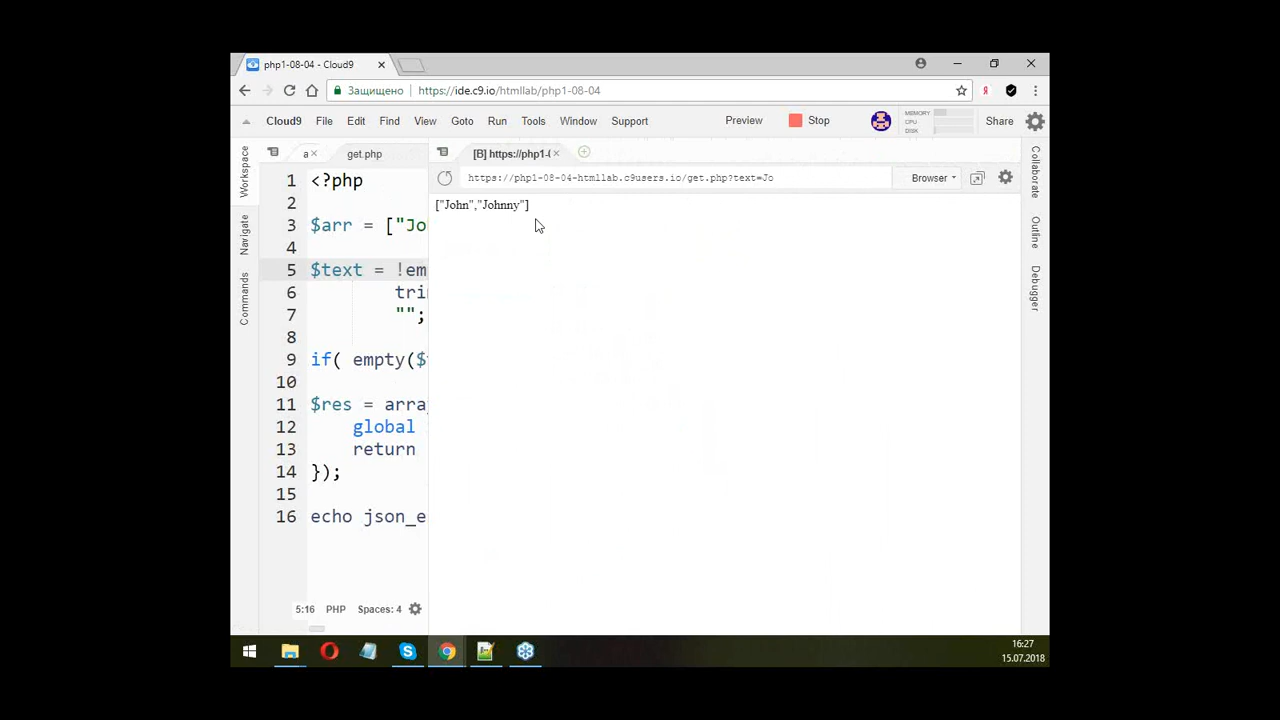 php1-08-04 - Cloud9
Защищено
https://ide.c9.io/htmllab/php1-08-04
Cloud9 File Edit Find View Goto Run Tools Window Support Preview Stop MEMORY CPU DISK Share
Workspace
Navigate
Commands
a
get.php
1 <?php
2
3 $arr = ["Jo
4
5 $text = !em
6 tri
7 "";
8
9 if( empty($
10
11 $res = arra
12 global
13 return
14 });
15
16 echo json_e
5:16 PHP Spaces: 4
[B] https://php1-
https://php1-08-04-htmllab.c9users.io/get.php?text=Jo
Browser
["John","Johnny"]
Collaborate
Outline
Debugger
16:27
15.07.2018